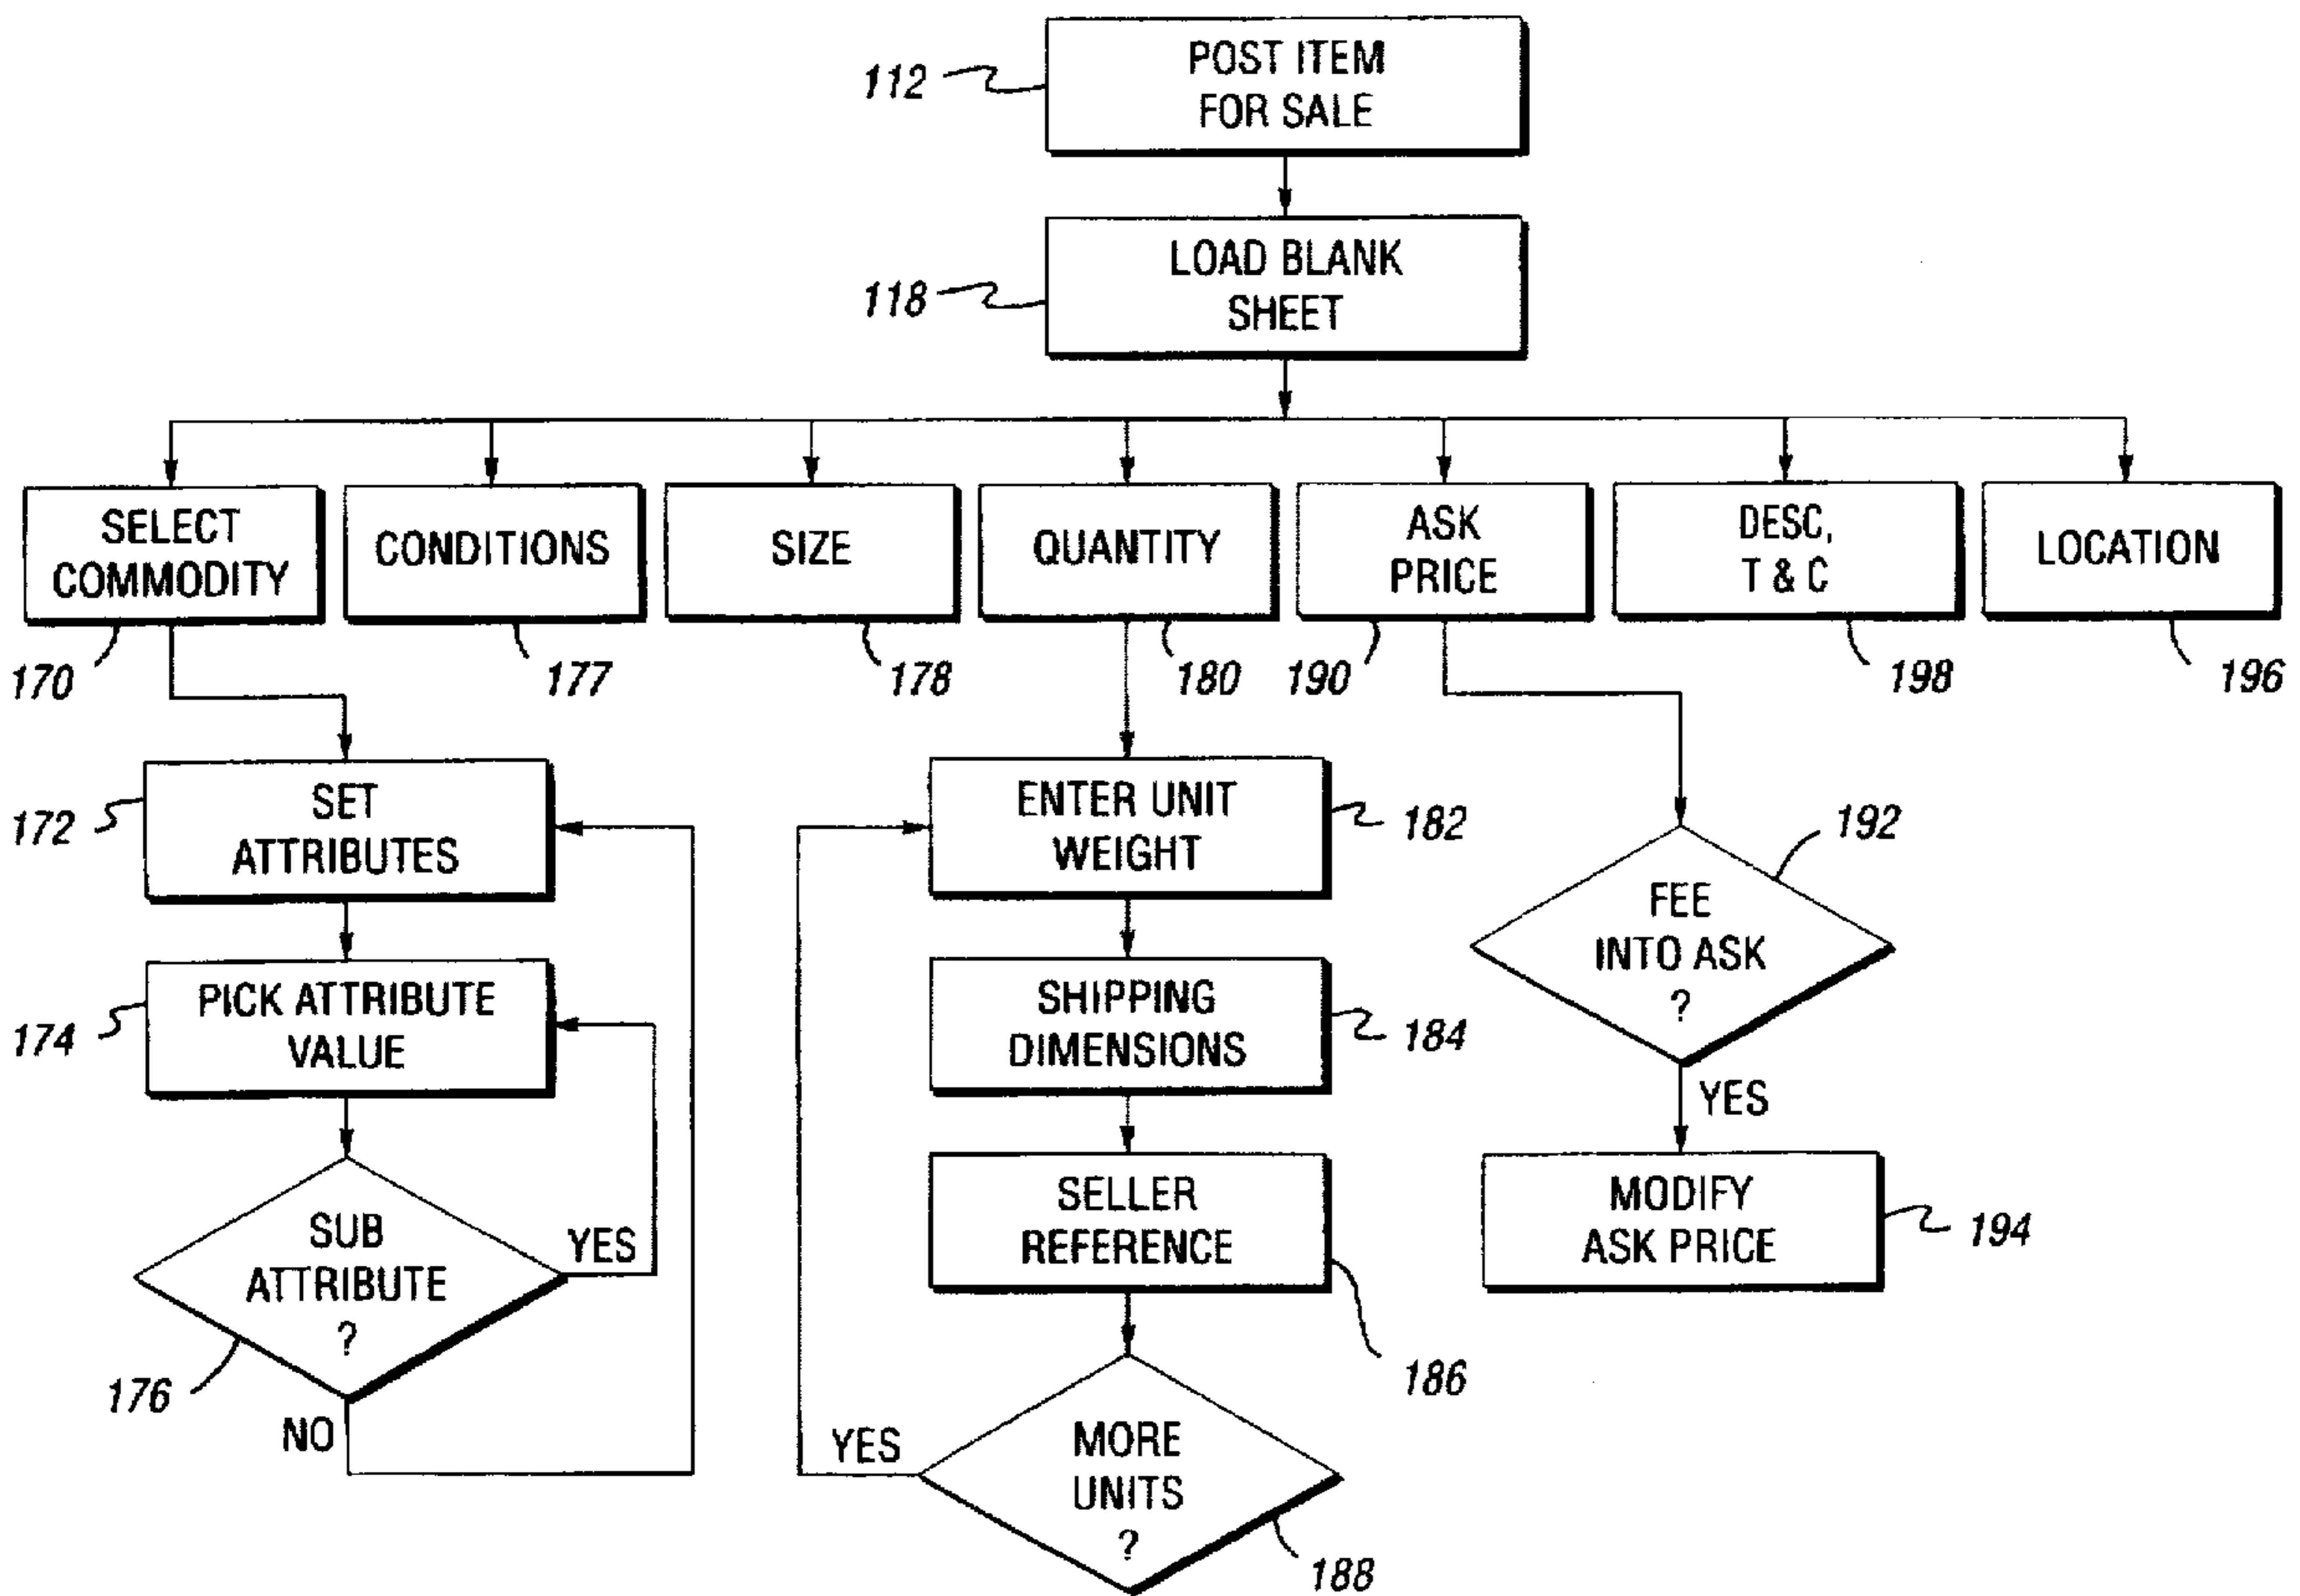 POST ITEM
FOR SALE
112
LOAD BLANK
SHEET
118
SELECT
COMMODITY
170
CONDITIONS
177
SIZE
178
QUANTITY
180
ASK
PRICE
190
DESC,
T & C
198
LOCATION
196
SET
ATTRIBUTES
172
PICK ATTRIBUTE
VALUE
174
SUB
ATTRIBUTE
?
176
YES
NO
ENTER UNIT
WEIGHT
182
SHIPPING
DIMENSIONS
184
SELLER
REFERENCE
186
MORE
UNITS
?
188
YES
FEE
INTO ASK
?
192
YES
MODIFY
ASK PRICE
194